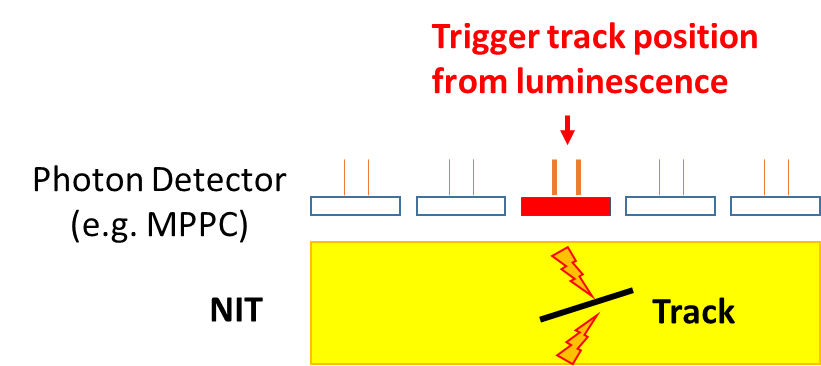 Trigger track position
from luminescence
Photon Detector
(e.g. MPPC)
NIT
Track